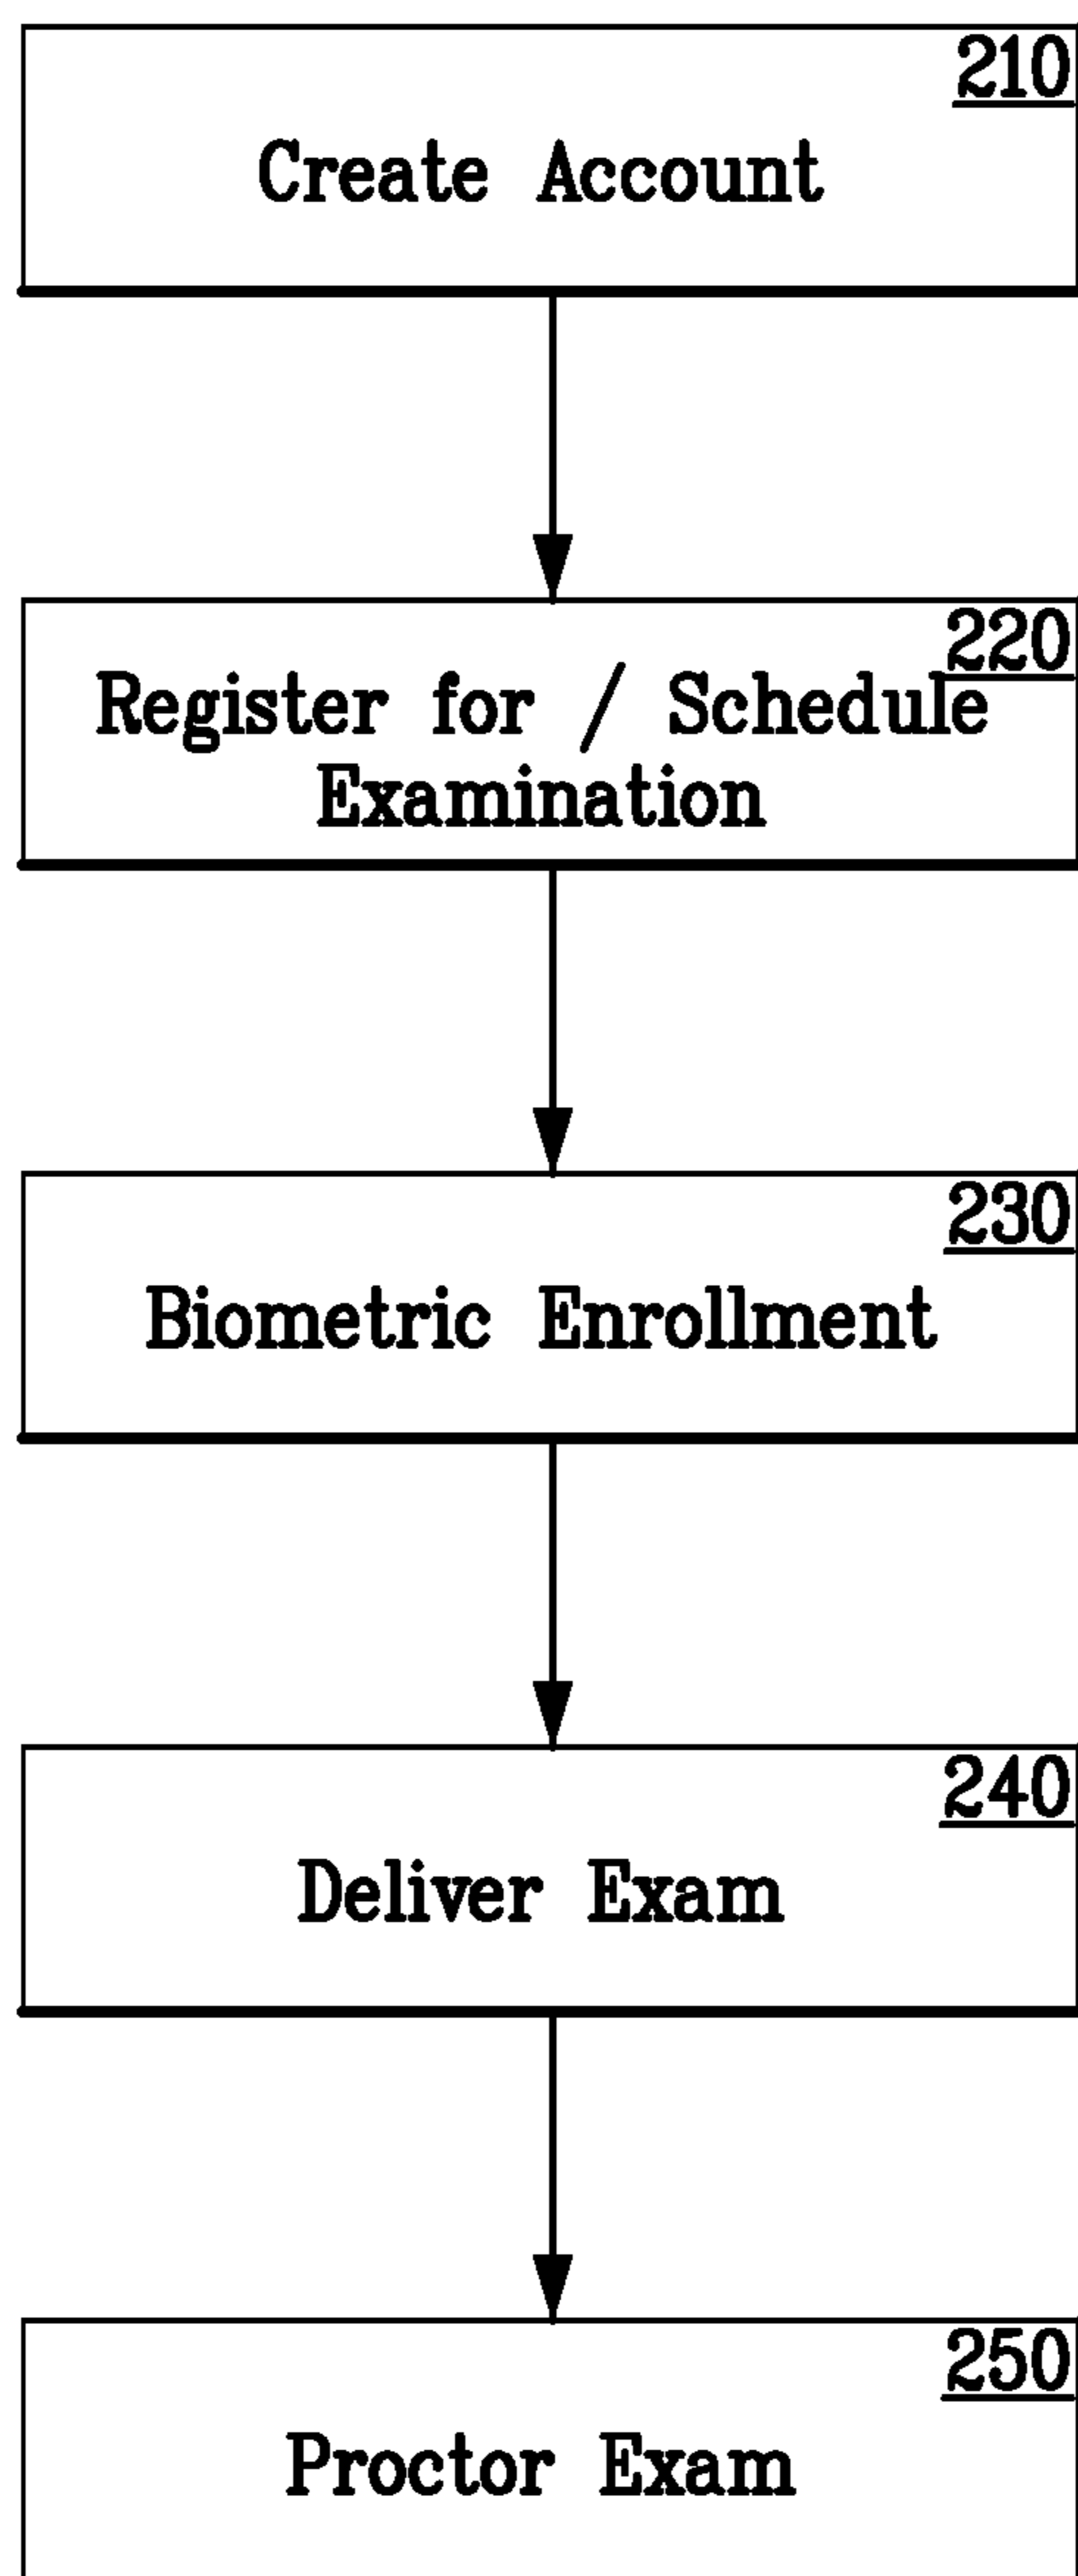 210
Create Account
220
Register for / Schedule
Examination
230
Biometric Enrollment
240
Deliver Exam
250
Proctor Exam